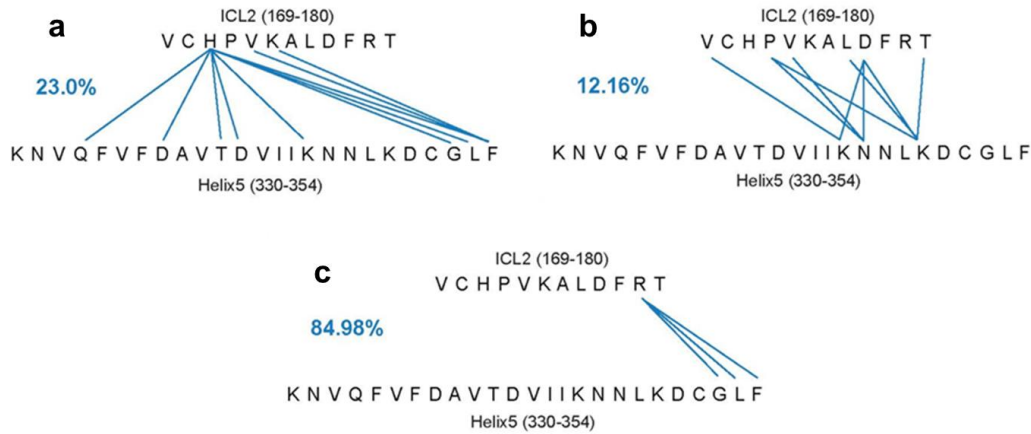 a
ICL2 (169-180)
V C H P V K A L D F R T
23.0%
K N V Q F V F D A V T D V I I K N N L K D C G L F
Helix5 (330-354)
b
ICL2 (169-180)
V C H P V K A L D F R T
12.16%
K N V Q F V F D A V T D V I I K N N L K D C G L F
Helix5 (330-354)
c
ICL2 (169-180)
V C H P V K A L D F R T
84.98%
K N V Q F V F D A V T D V I I K N N L K D C G L F
Helix5 (330-354)